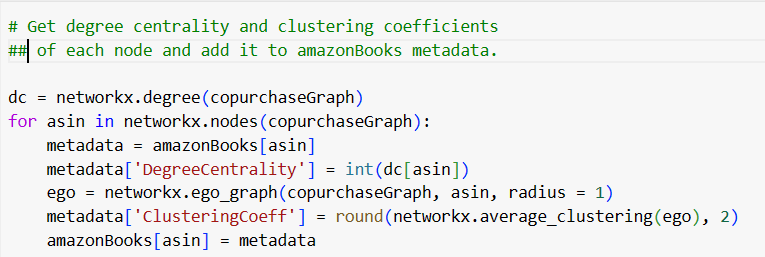 # Get degree centrality and clustering coefficients
## of each node and add it to amazonBooks metadata.
dc = networkx.degree(copurchaseGraph)
for asin in networkx.nodes(copurchaseGraph):
    metadata = amazonBooks[asin]
    metadata['DegreeCentrality'] = int(dc[asin])
    ego = networkx.ego_graph(copurchaseGraph, asin, radius = 1)
    metadata['ClusteringCoeff'] = round(networkx.average_clustering(ego), 2)
    amazonBooks[asin] = metadata